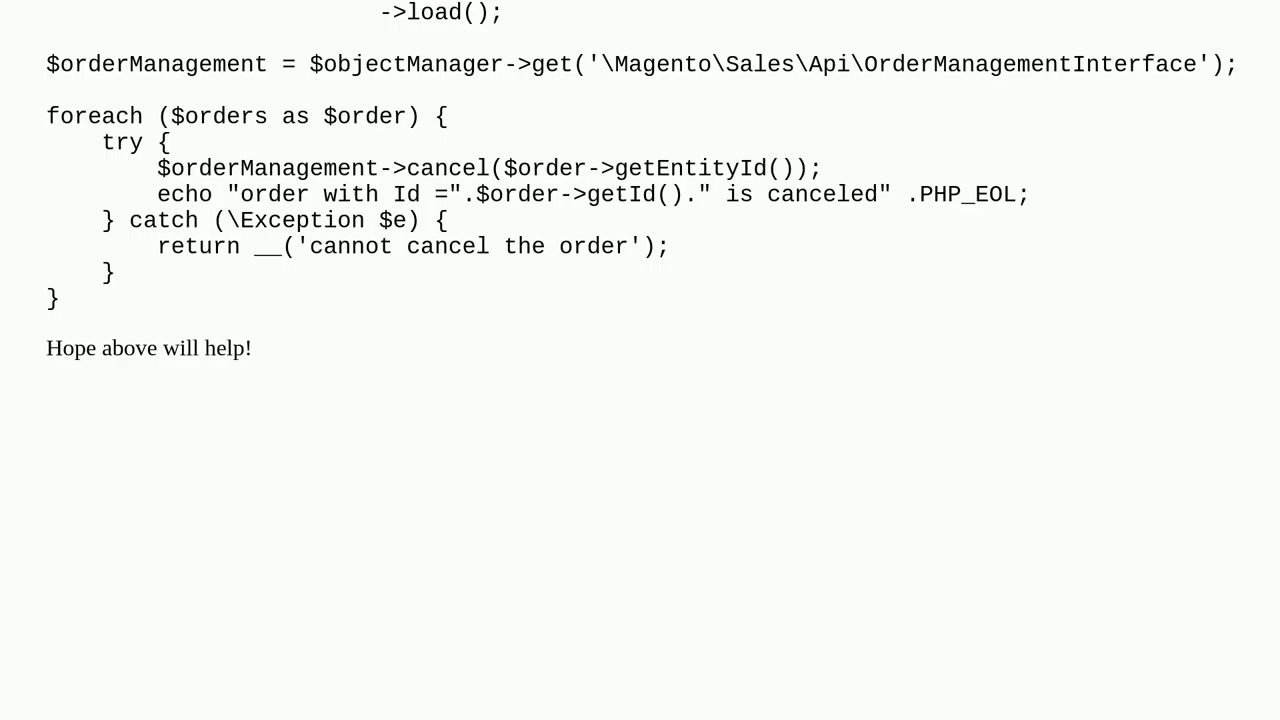 ->load();
$orderManagement = $objectManager->get('\Magento\Sales\Api\OrderManagementInterface');
foreach ($orders as $order) {
    try {
        $orderManagement->cancel($order->getEntityId());
        echo "order with Id =".$order->getId()." is canceled" .PHP_EOL;
    } catch (\Exception $e) {
        return __('cannot cancel the order');
    }
}
Hope above will help!